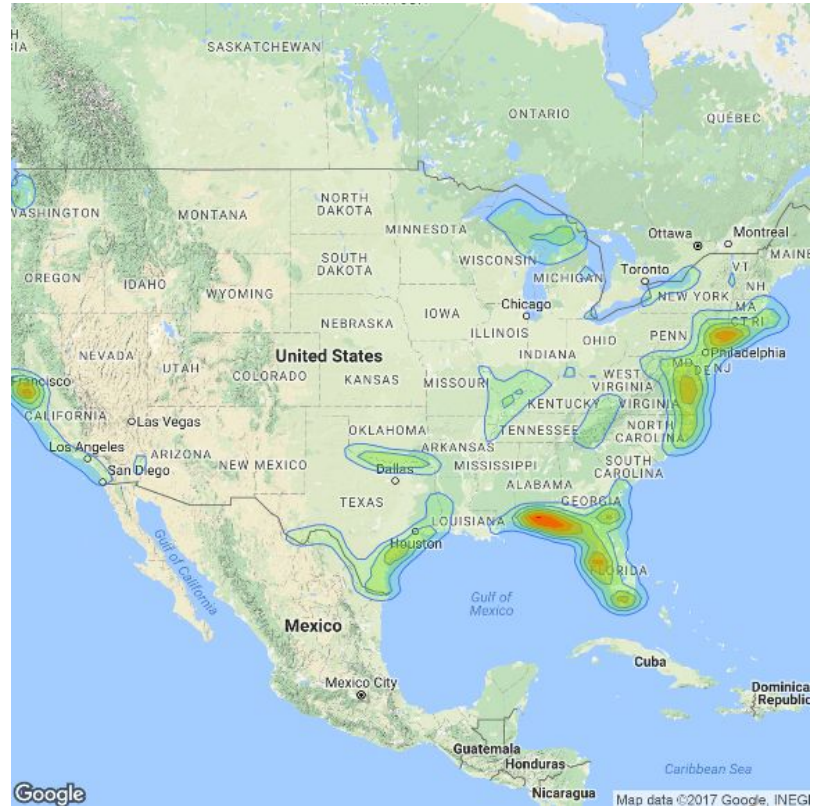 SASKATCHEWAN
ONTARIO
QUÉBEC
WASHINGTON
MONTANA
NORTH
DAKOTA
MINNESOTA
Ottawa
Montreal
MAINE
OREGON
IDAHO
SOUTH
DAKOTA
WISCONSIN
MICHIGAN
Toronto
VT
NH
WYOMING
NEW YORK
MA
CT RI
IOWA
Chicago
NEBRASKA
ILLINOIS
INDIANA
OHIO
PENN
Philadelphia
NEVADA
UTAH
United States
COLORADO
KANSAS
MISSOURI
WEST
VIRGINIA
MD
DE
NJ
KENTUCKY
VIRGINIA
CALIFORNIA
Las Vegas
OKLAHOMA
TENNESSEE
NORTH
CAROLINA
Los Angeles
ARIZONA
NEW MEXICO
ARKANSAS
San Diego
Dallas
MISSISSIPPI
SOUTH
CAROLINA
ALABAMA
GEORGIA
TEXAS
LOUISIANA
Houston
FLORIDA
Gulf of
California
Gulf of
Mexico
Mexico
Cuba
Mexico City
Dominica
Republic
Guatemala
Honduras
Caribbean Sea
Nicaragua
Google
Map data ©2017 Google, INEGI